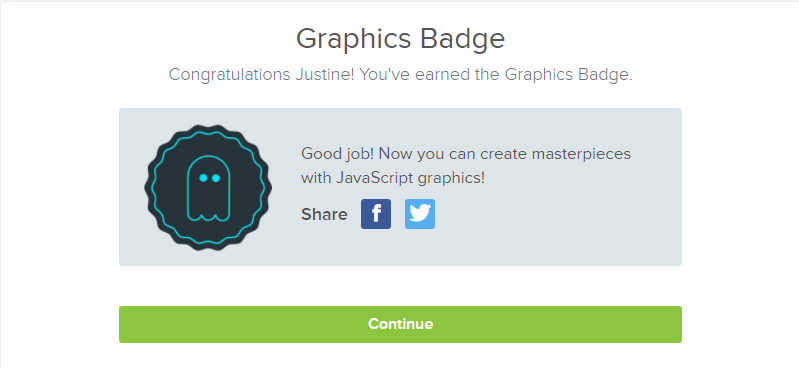 Graphics Badge
Congratulations Justine! You've earned the Graphics Badge.
Good job! Now you can create masterpieces
with JavaScript graphics!
Share
Continue